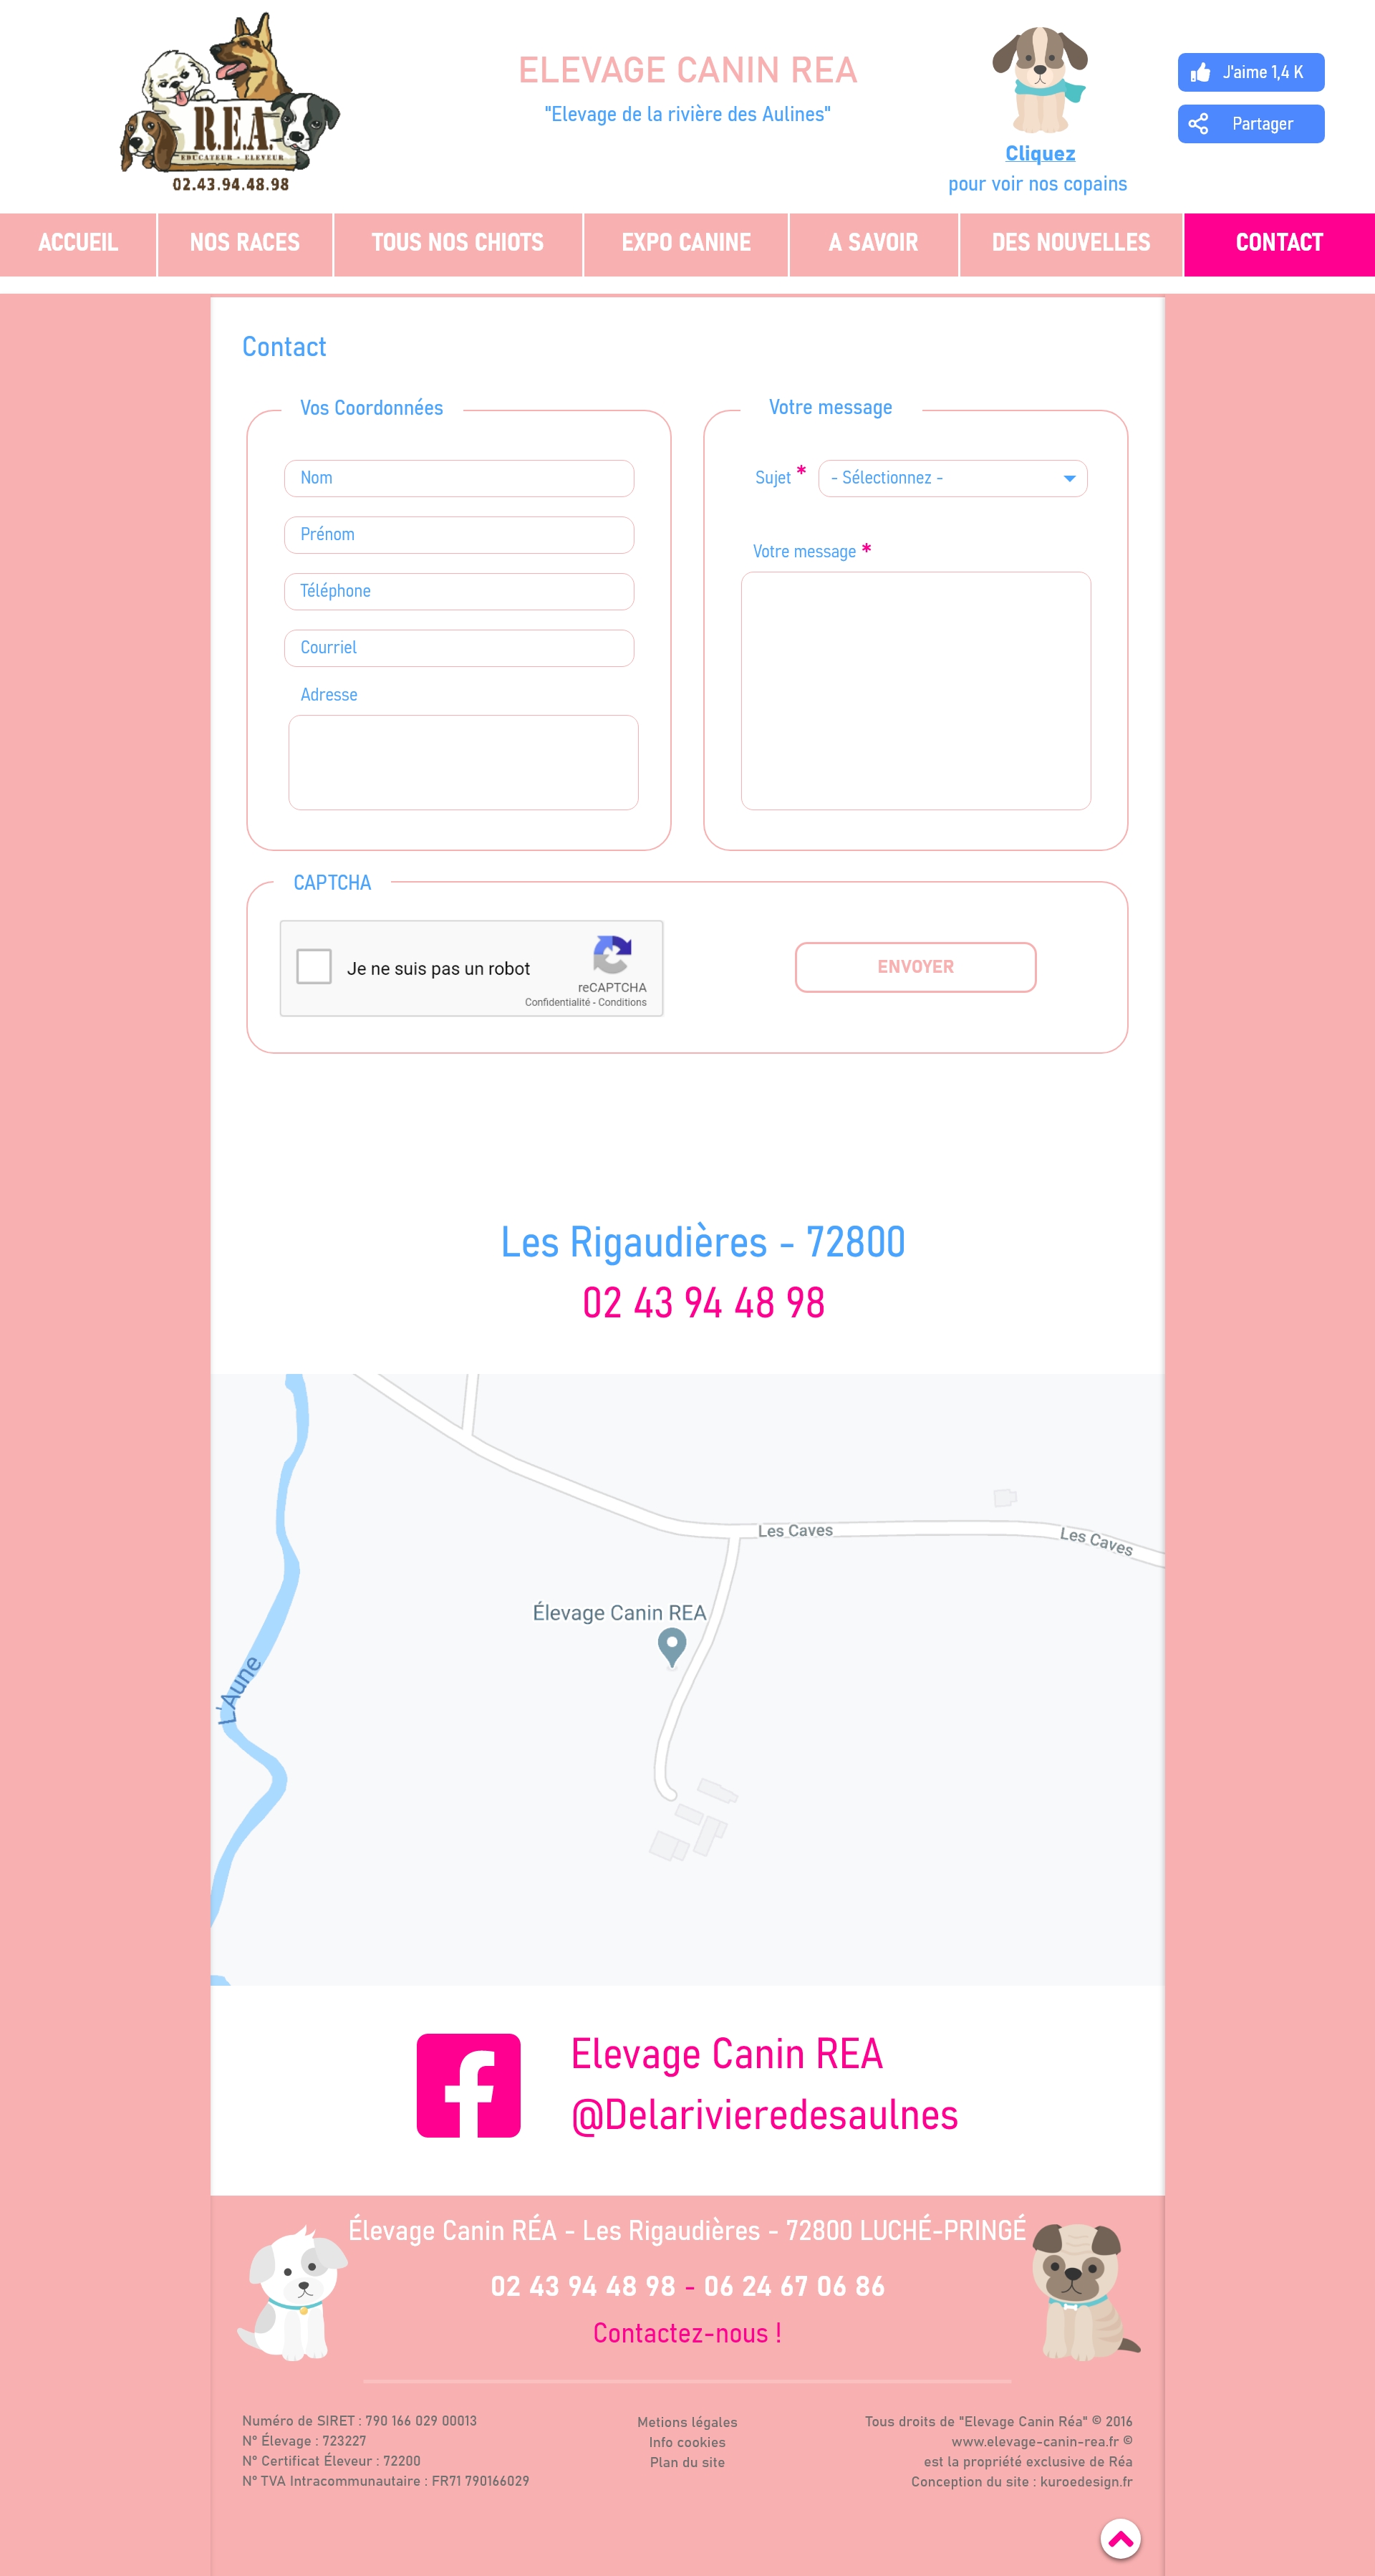 R.E.A.
EDUCATEUR - ELEVEUR
02.43.94.48.98
ELEVAGE CANIN REA
"Elevage de la rivière des Aulines"
Cliquez
pour voir nos copains
J'aime 1,4 K
Partager
ACCUEIL
NOS RACES
TOUS NOS CHIOTS
EXPO CANINE
A SAVOIR
DES NOUVELLES
CONTACT
Contact
Vos Coordonnées
Nom
Prénom
Téléphone
Courriel
Adresse
Votre message
Sujet *
- Sélectionnez -
Votre message *
CAPTCHA
Je ne suis pas un robot
reCAPTCHA
Confidentialité - Conditions
ENVOYER
Les Rigaudières - 72800
02 43 94 48 98
Les Caves
Les Caves
Élevage Canin REA
L'Aune
Elevage Canin REA
@Delarivieredesaulnes
Élevage Canin RÉA - Les Rigaudières - 72800 LUCHÉ-PRINGÉ
02 43 94 48 98 - 06 24 67 06 86
Contactez-nous !
Numéro de SIRET : 790 166 029 00013
N° Élevage : 723227
N° Certificat Éleveur : 72200
N° TVA Intracommunautaire : FR71 790166029
Metions légales
Info cookies
Plan du site
Tous droits de "Elevage Canin Réa" © 2016
www.elevage-canin-rea.fr ©
est la propriété exclusive de Réa
Conception du site : kuroedesign.fr